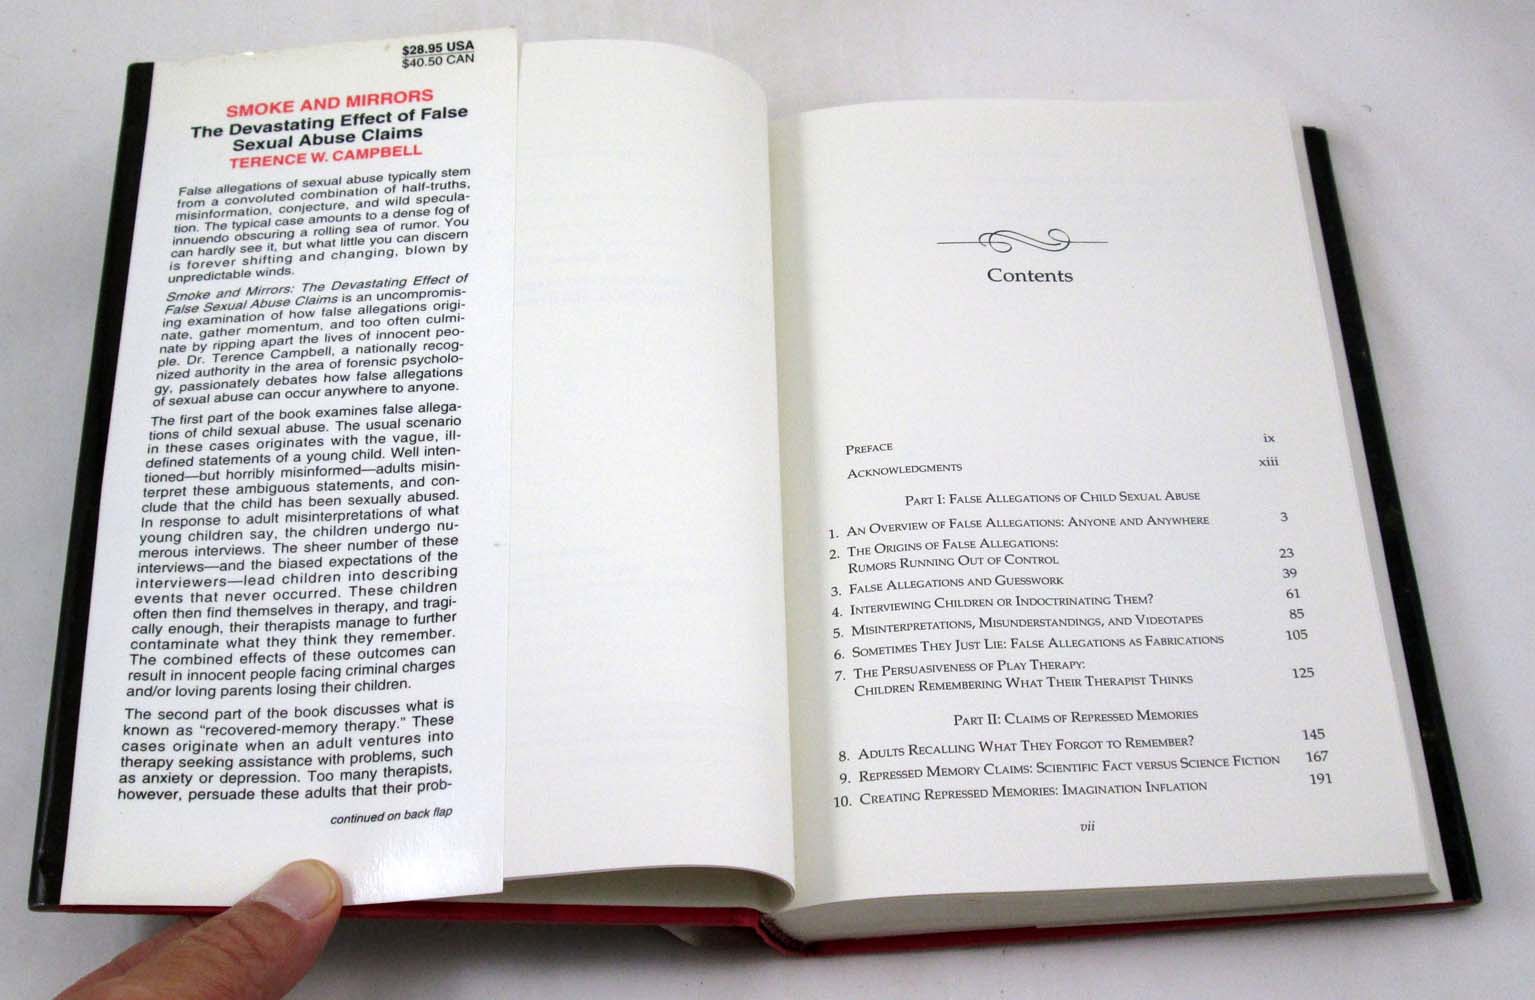 $28.95 USA
$40.50 CAN
SMOKE AND MIRRORS
The Devastating Effect of False
Sexual Abuse Claims
TERENCE W. CAMPBELL
False allegations of sexual abuse typically stem
from a convoluted combination of half-truths,
misinformation, conjecture, and wild specula-
tion. The typical case amounts to a dense fog of
innuendo obscuring a rolling sea of rumor. You
can hardly see it, but what little you can discern
is forever shifting and changing, blown by
unpredictable winds.
Smoke and Mirrors: The Devastating Effect of
False Sexual Abuse Claims is an uncompromis-
ing examination of how false allegations origi-
nate, gather momentum, and too often culmi-
nate by ripping apart the lives of innocent peo-
ple. Dr. Terence Campbell, a nationally recog-
nized authority in the area of forensic psycholo-
gy, passionately debates how false allegations
of sexual abuse can occur anywhere to anyone.
The first part of the book examines false allega-
tions of child sexual abuse. The usual scenario
in these cases originates with the vague, ill-
defined statements of a young child. Well inten-
tioned—but horribly misinformed—adults misin-
terpret these ambiguous statements, and con-
clude that the child has been sexually abused.
In response to adult misinterpretations of what
young children say, the children undergo nu-
merous interviews. The sheer number of these
interviews—and the biased expectations of the
interviewers—lead children into describing
events that never occurred. These children
often then find themselves in therapy, and tragi-
cally enough, their therapists manage to further
contaminate what they think they remember.
The combined effects of these outcomes can
result in innocent people facing criminal charges
and/or loving parents losing their children.
The second part of the book discusses what is
known as "recovered-memory therapy." These
cases originate when an adult ventures into
therapy seeking assistance with problems, such
as anxiety or depression. Too many therapists,
however, persuade these adults that their prob-
continued on back flap
Contents
PREFACE ix
ACKNOWLEDGMENTS xiii
PART I: FALSE ALLEGATIONS OF CHILD SEXUAL ABUSE
1. AN OVERVIEW OF FALSE ALLEGATIONS: ANYONE AND ANYWHERE 3
2. THE ORIGINS OF FALSE ALLEGATIONS:
RUMORS RUNNING OUT OF CONTROL 23
3. FALSE ALLEGATIONS AND GUESSWORK 39
4. INTERVIEWING CHILDREN OR INDOCTRINATING THEM? 61
5. MISINTERPRETATIONS, MISUNDERSTANDINGS, AND VIDEOTAPES 85
6. SOMETIMES THEY JUST LIE: FALSE ALLEGATIONS AS FABRICATIONS 105
7. THE PERSUASIVENESS OF PLAY THERAPY:
CHILDREN REMEMBERING WHAT THEIR THERAPIST THINKS 125
PART II: CLAIMS OF REPRESSED MEMORIES
8. ADULTS RECALLING WHAT THEY FORGOT TO REMEMBER? 145
9. REPRESSED MEMORY CLAIMS: SCIENTIFIC FACT VERSUS SCIENCE FICTION 167
10. CREATING REPRESSED MEMORIES: IMAGINATION INFLATION 191
vii